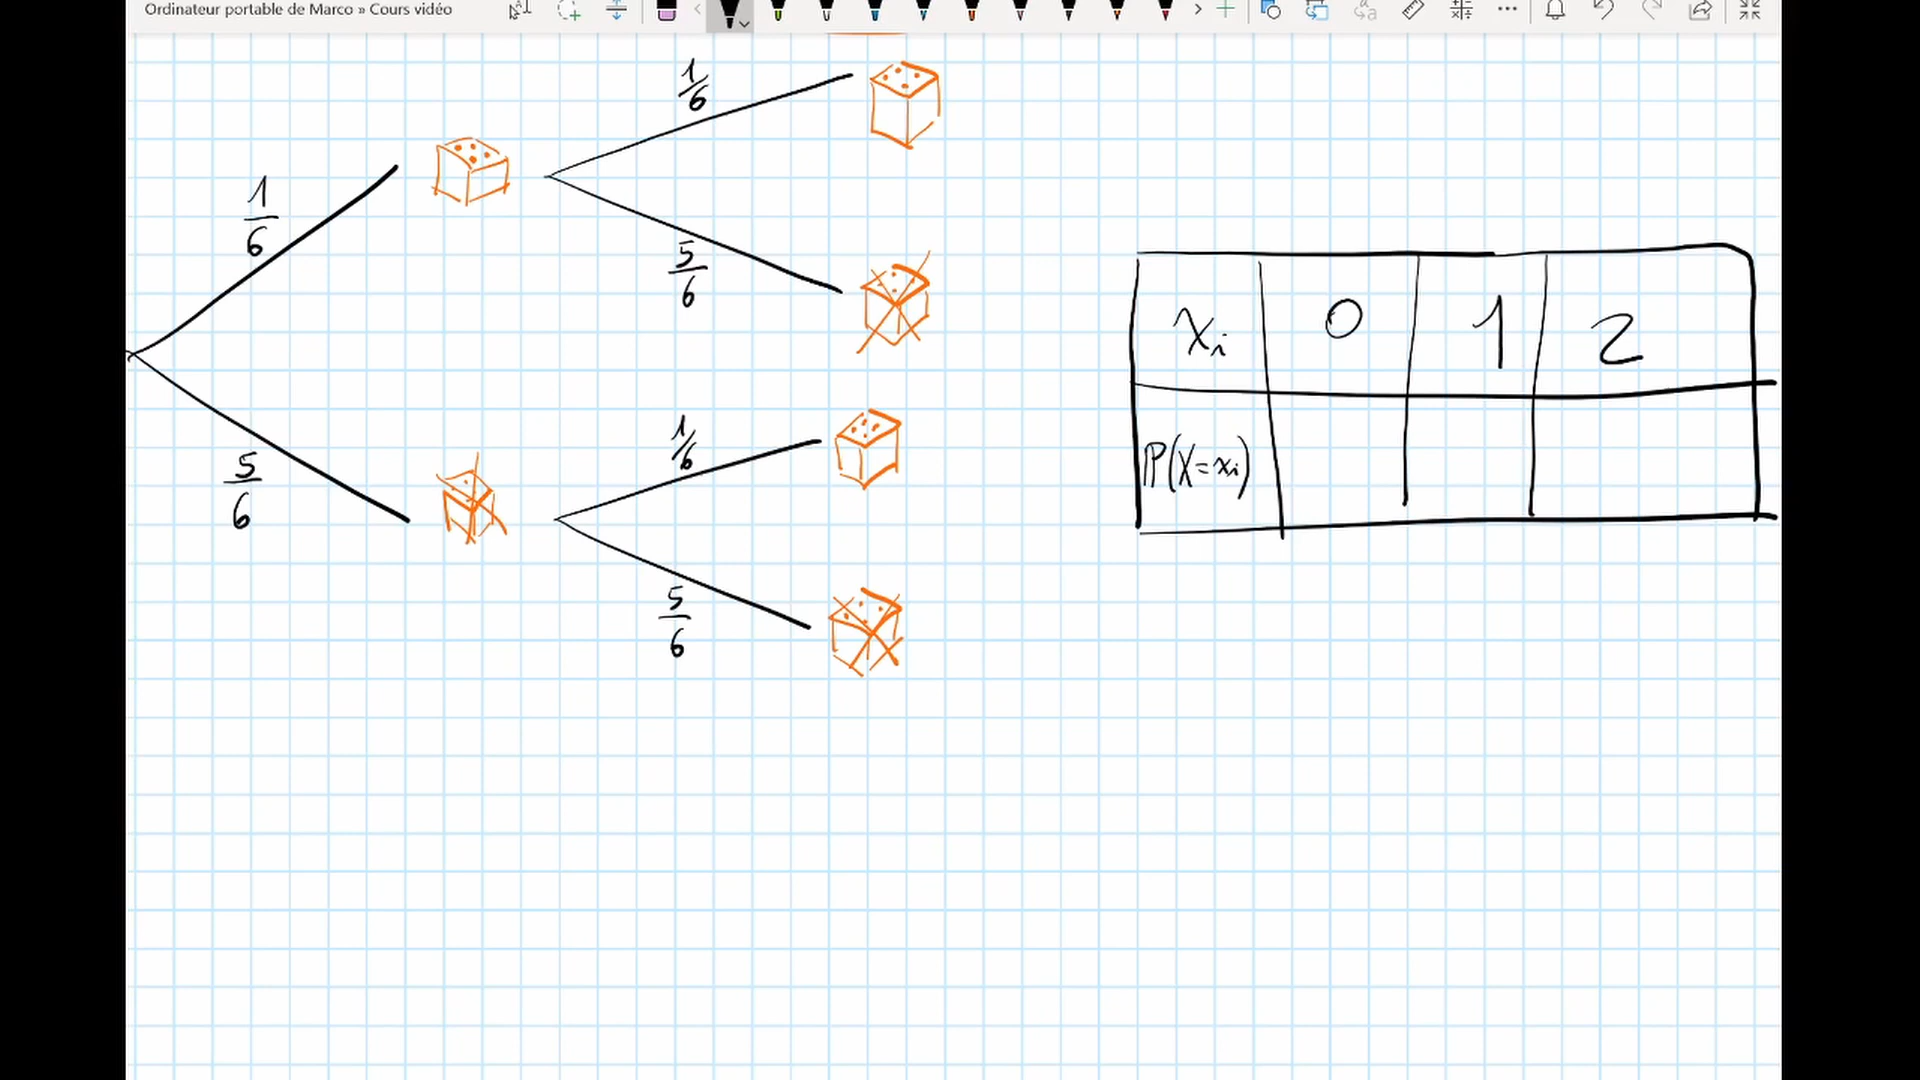 Ordinateur portable de Marco » Cours vidéo
1/6
1/6
5/6
5/6
1/6
5/6
xi 0 1 2
P(X=xi)